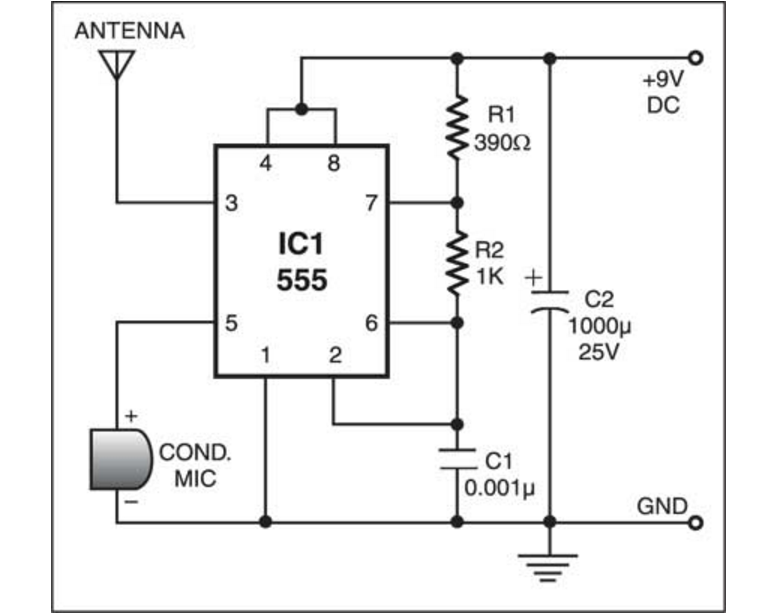 ANTENNA
+9V
DC
R1
390Ω
4 8
3 7
IC1
555
R2
1K
+
C2
1000µ
25V
5 6
1 2
+
COND.
MIC
–
C1
0.001µ
GND